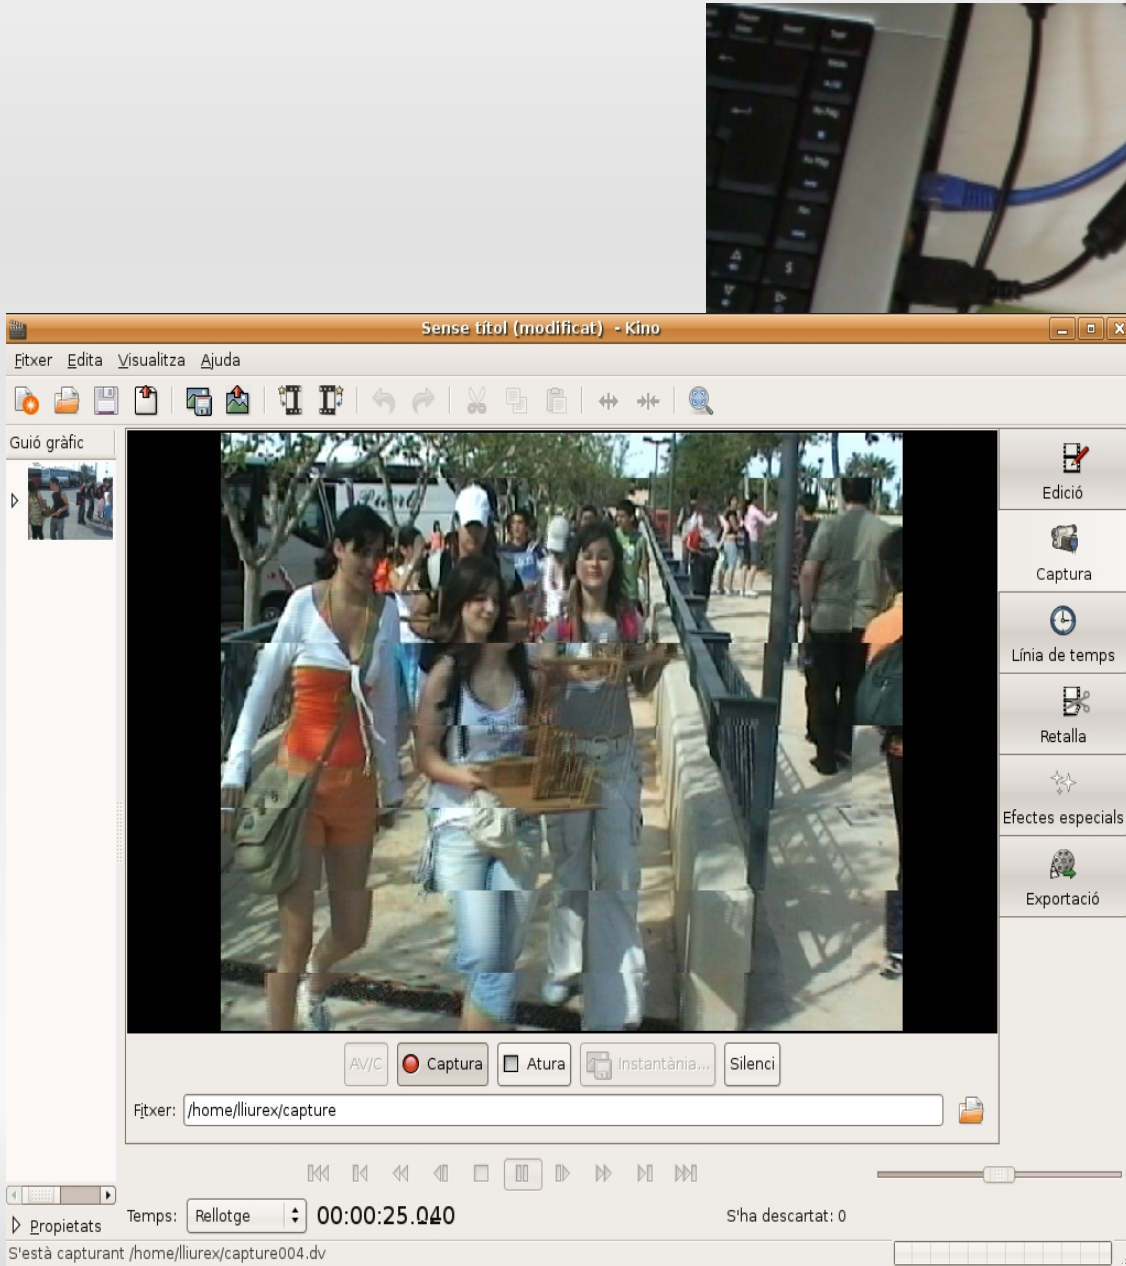 Sense títol (modificat) - Kino
Fitxer Edita Visualitza Ajuda
Guió gràfic
Edició
Captura
Línia de temps
Retalla
Efectes especials
Exportació
AV/C Captura Atura Instantània... Silenci
Fitxer: /home/lliurex/capture
Temps: Rellotge 00:00:25.040 S'ha descartat: 0
Propietats
S'està capturant /home/lliurex/capture004.dv